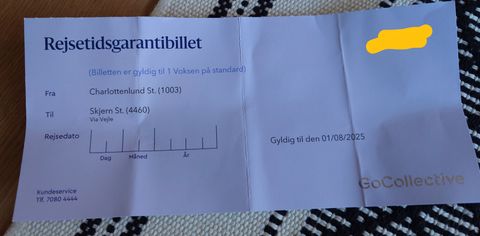 Rejsetidsgarantibillet
(Billetten er gyldig til 1 Voksen på standard)
Fra Charlottenlund St. (1003)
Til Skjern St. (4460)
Via Vejle
Rejsedato
Dag Måned År
Gyldig til den 01/08/2025
Kundeservice
Tlf. 7080 4444
GoCollective